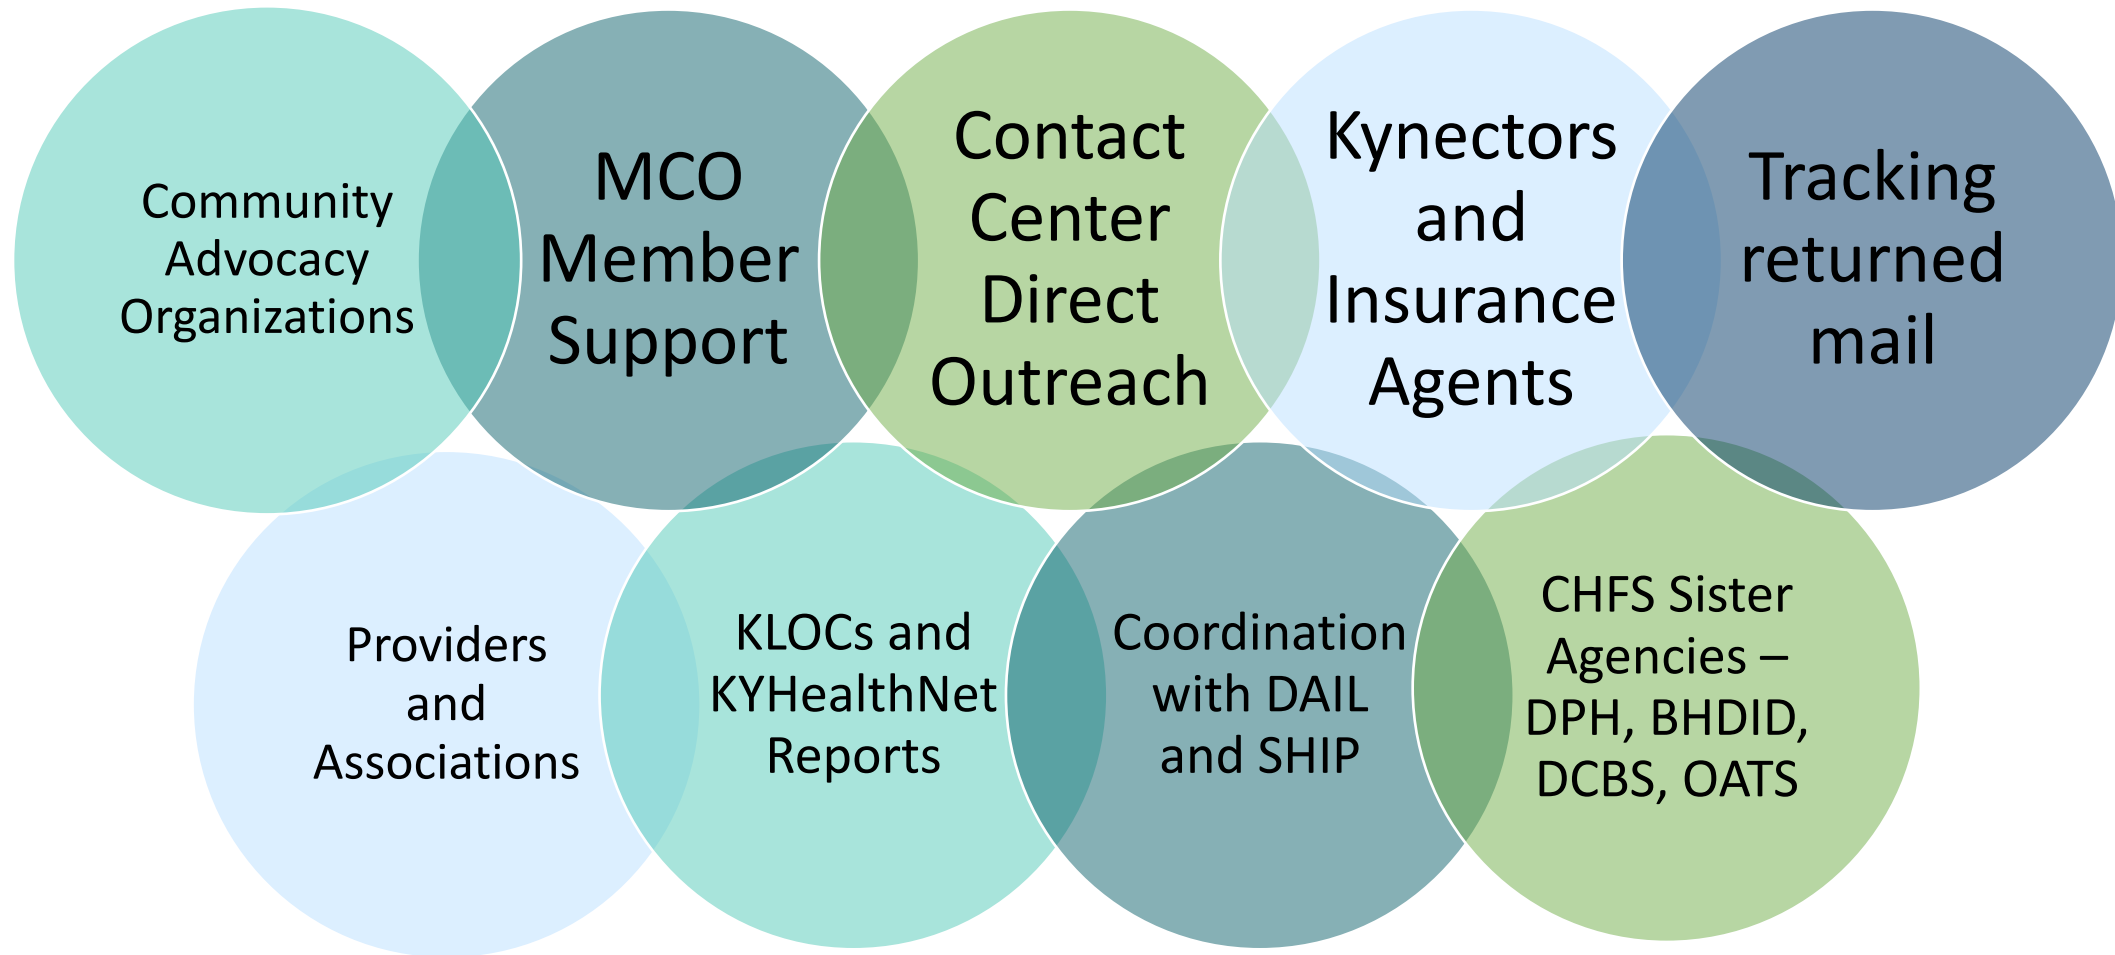 Community
Advocacy
Organizations
MCO
Member
Support
Contact
Center
Direct
Outreach
Kynectors
and
Insurance
Agents
Tracking
returned
mail
Providers
and
Associations
KLOCs and
KYHealthNet
Reports
Coordination
with DAIL
and SHIP
CHFS Sister
Agencies –
DPH, BHDID,
DCBS, OATS